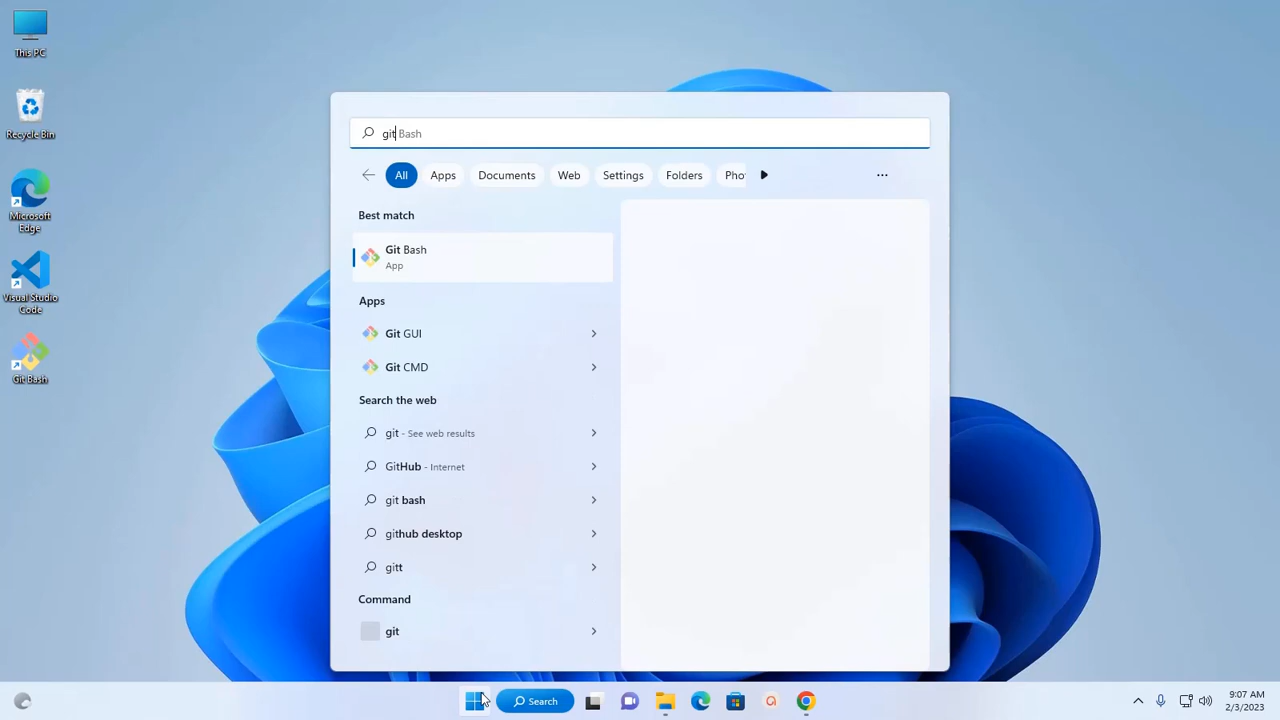 This PC
Recycle Bin
Microsoft
Edge
Visual Studio
Code
Git Bash
git Bash
All Apps Documents Web Settings Folders Pho
Best match
Git Bash
App
Apps
Git GUI
Git CMD
Search the web
git - See web results
GitHub - Internet
git bash
github desktop
gitt
Command
git
Search
9:07 AM
2/3/2023